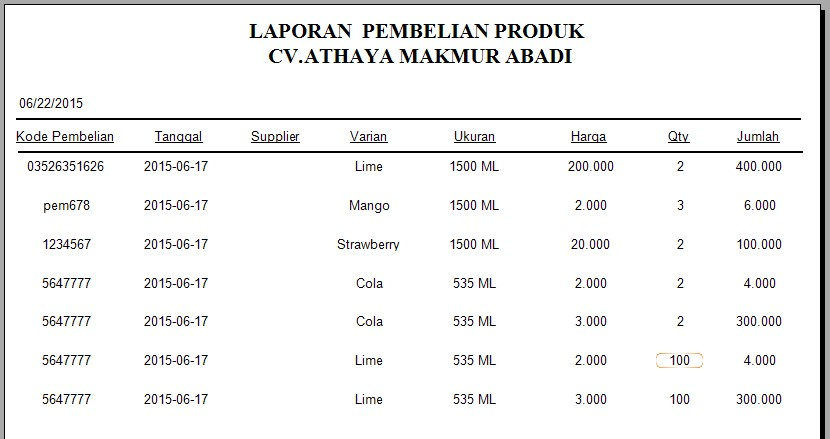 LAPORAN PEMBELIAN PRODUK
CV.ATHAYA MAKMUR ABADI
06/22/2015
Kode Pembelian Tanggal Supplier Varian Ukuran Harga Qty Jumlah
03526351626 2015-06-17 Lime 1500 ML 200.000 2 400.000
pem678 2015-06-17 Mango 1500 ML 2.000 3 6.000
1234567 2015-06-17 Strawberry 1500 ML 20.000 2 100.000
5647777 2015-06-17 Cola 535 ML 2.000 2 4.000
5647777 2015-06-17 Cola 535 ML 3.000 2 300.000
5647777 2015-06-17 Lime 535 ML 2.000 100 4.000
5647777 2015-06-17 Lime 535 ML 3.000 100 300.000